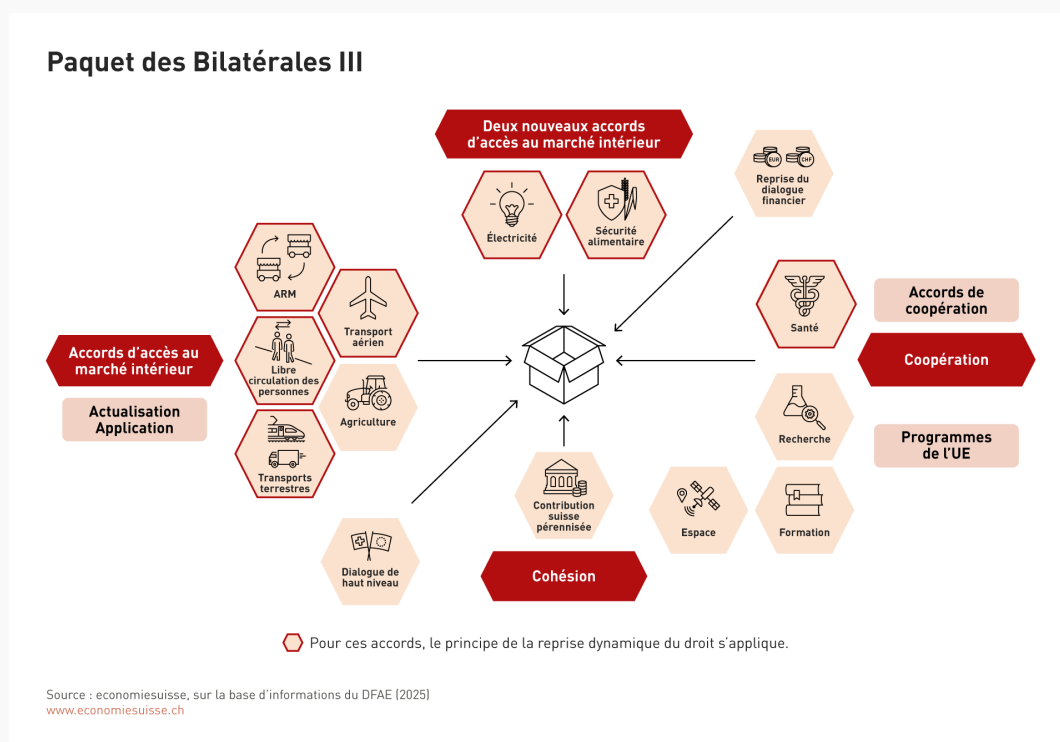 Paquet des Bilatérales III
Deux nouveaux accords
d'accès au marché intérieur
Électricité
Sécurité
alimentaire
EUR
CHF
Reprise du
dialogue
financier
ARM
Transport
aérien
Libre
circulation des
personnes
Agriculture
Transports
terrestres
Accords d'accès au
marché intérieur
Actualisation
Application
Santé
Accords de
coopération
Coopération
Recherche
Programmes
de l'UE
Espace
Formation
Contribution
suisse
pérennisée
Cohésion
Dialogue de
haut niveau
Pour ces accords, le principe de la reprise dynamique du droit s'applique.
Source : economiesuisse, sur la base d'informations du DFAE (2025)
www.economiesuisse.ch